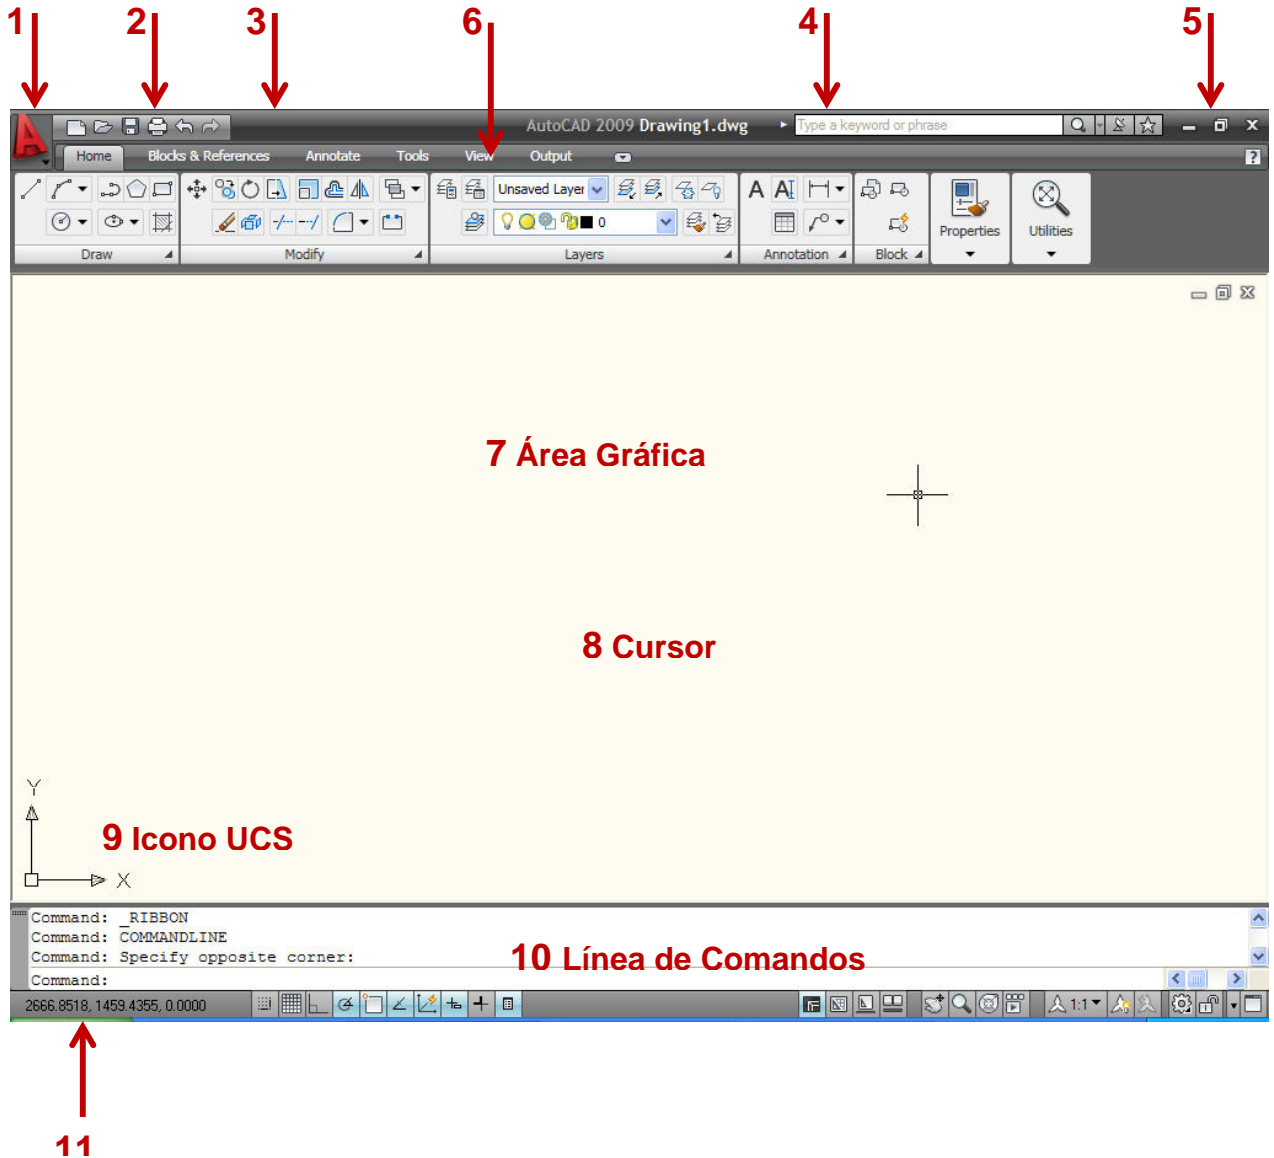 1 2 3 6 4 5
AutoCAD 2009 Drawing1.dwg Type a keyword or phrase
Home Blocks & References Annotate Tools View Output ?
Unsaved Layer A AI
0 Properties Utilities
Draw Modify Layers Annotation Block
7 Área Gráfica
8 Cursor
Y
9 Icono UCS
X
Command: _RIBBON
Command: COMMANDLINE
Command: Specify opposite corner:
10 Línea de Comandos
Command:
2666.8518, 1459.4355, 0.0000 1:1
11